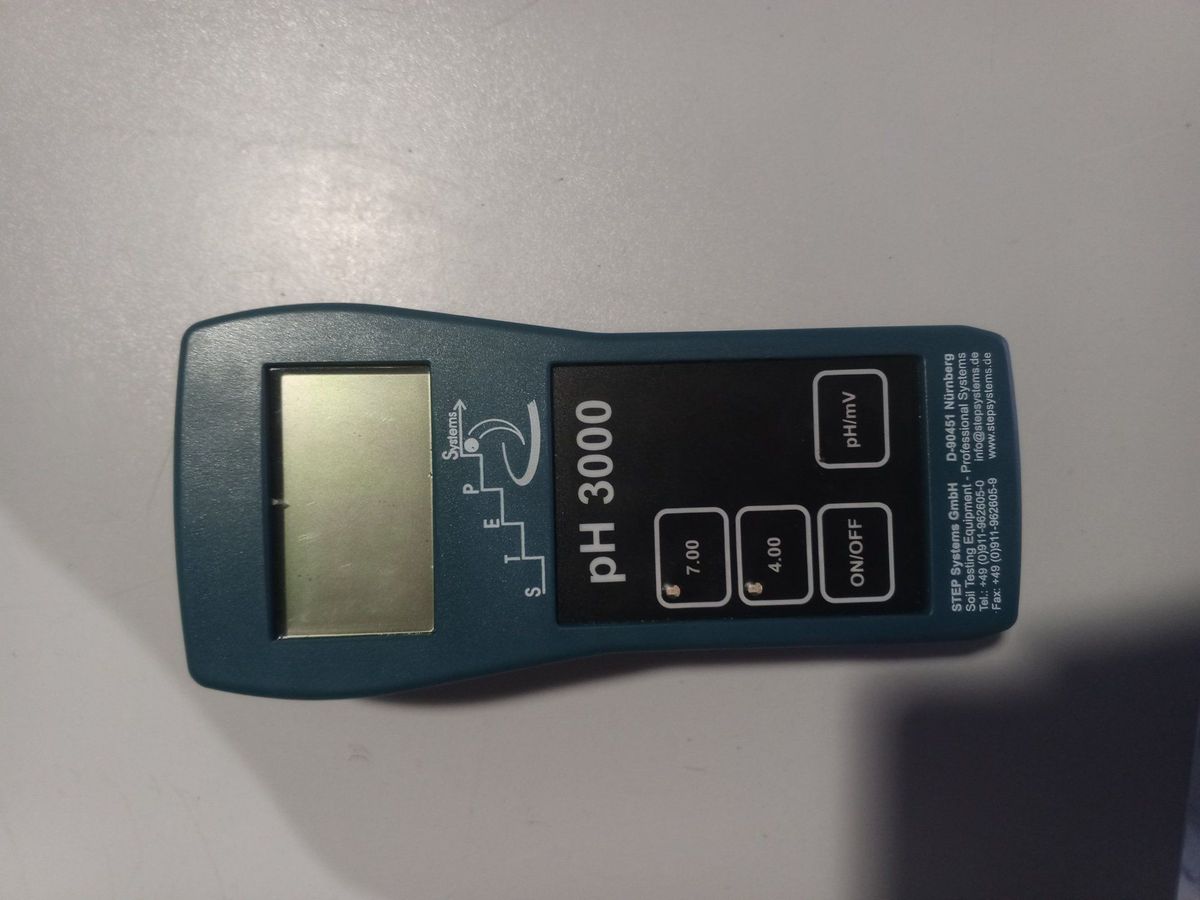 STEP Systems
pH 3000
7.00
4.00
ON/OFF
pH/mV
STEP Systems GmbH D-90451 Nürnberg
Soil Testing Equipment - Professional Systems
Tel.: +49 (0)911-962605-0 info@stepsystems.de
Fax: +49 (0)911-962605-9 www.stepsystems.de